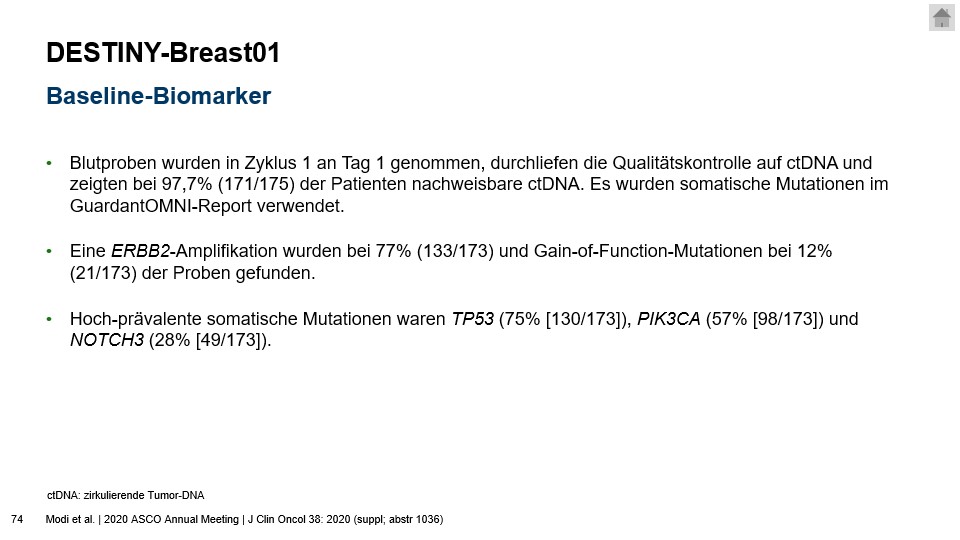 DESTINY-Breast01
Baseline-Biomarker
• Blutproben wurden in Zyklus 1 an Tag 1 genommen, durchliefen die Qualitätskontrolle auf ctDNA und
zeigten bei 97,7% (171/175) der Patienten nachweisbare ctDNA. Es wurden somatische Mutationen im
GuardantOMNI-Report verwendet.
• Eine ERBB2-Amplifikation wurden bei 77% (133/173) und Gain-of-Function-Mutationen bei 12%
(21/173) der Proben gefunden.
• Hoch-prävalente somatische Mutationen waren TP53 (75% [130/173]), PIK3CA (57% [98/173]) und
NOTCH3 (28% [49/173]).
ctDNA: zirkulierende Tumor-DNA
74 Modi et al. | 2020 ASCO Annual Meeting | J Clin Oncol 38: 2020 (suppl; abstr 1036)